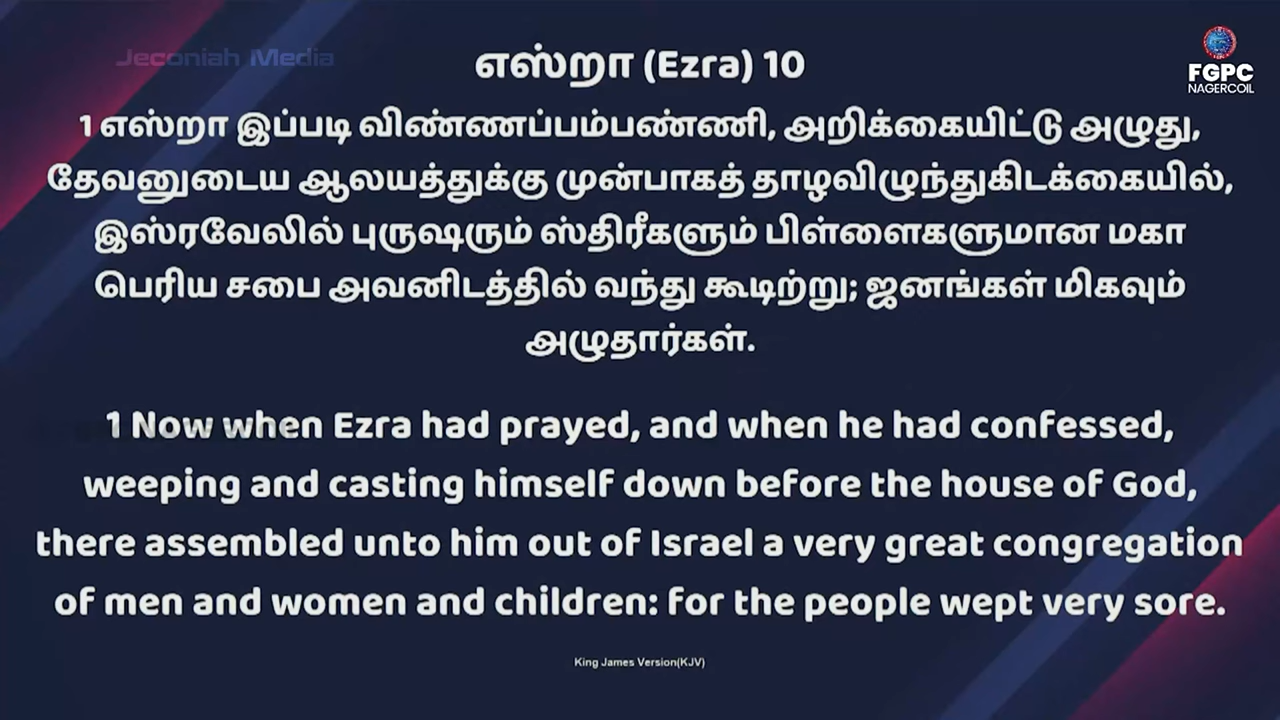 Jeconiah Media
FGPC
NAGERCOIL
எஸ்றா (Ezra) 10
1 எஸ்றா இப்படி விண்ணப்பம்பண்ணி, அறிக்கையிட்டு அழுது,
தேவனுடைய ஆலயத்துக்கு முன்பாகத் தாழவிழுந்துகிடக்கையில்,
இஸ்ரவேலில் புருஷரும் ஸ்திரீகளும் பிள்ளைகளுமான மகா
பெரிய சபை அவனிடத்தில் வந்து கூடிற்று; ஜனங்கள் மிகவும்
அழுதார்கள்.
1 Now when Ezra had prayed, and when he had confessed,
weeping and casting himself down before the house of God,
there assembled unto him out of Israel a very great congregation
of men and women and children: for the people wept very sore.
King James Version(KJV)